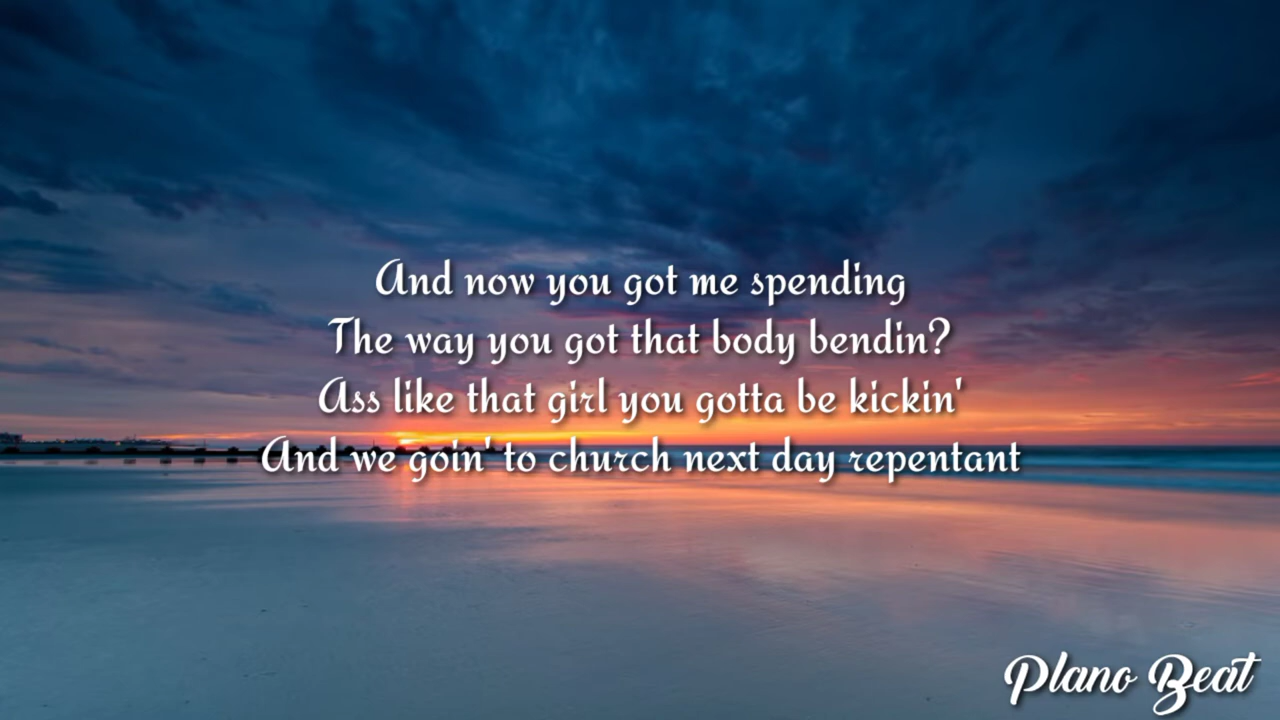 And now you got me spending
The way you got that body bendin?
Ass like that girl you gotta be kickin'
And we goin' to church next day repentant
Plano Beat